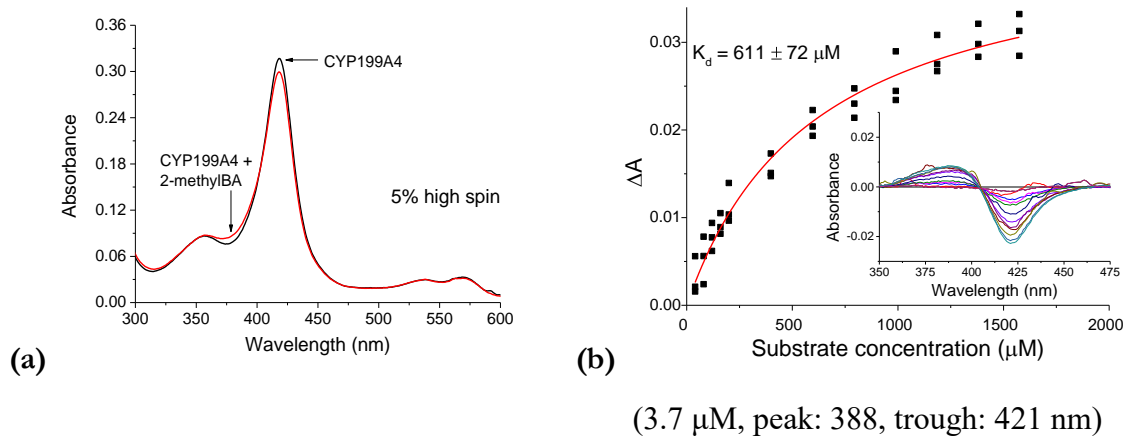 0.36
0.30
0.24
0.18
0.12
0.06
0.00
Absorbance
CYP199A4
CYP199A4 +
2-methylBA
5% high spin
300 350 400 450 500 550 600
Wavelength (nm)
(a)
0.03
0.02
0.01
0.00
ΔA
K_d = 611 ± 72 μM
0.02
0.00
-0.02
Absorbance
350 375 400 425 450 475
Wavelength (nm)
0 500 1000 1500 2000
Substrate concentration (μM)
(b)
(3.7 μM, peak: 388, trough: 421 nm)